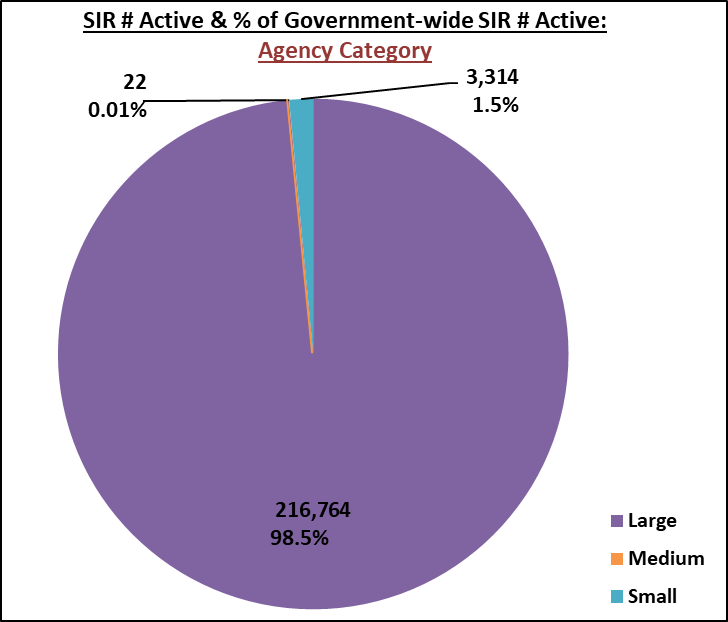 SIR # Active & % of Government-wide SIR # Active:
Agency Category
22
0.01%
3,314
1.5%
216,764
98.5%
Large
Medium
Small